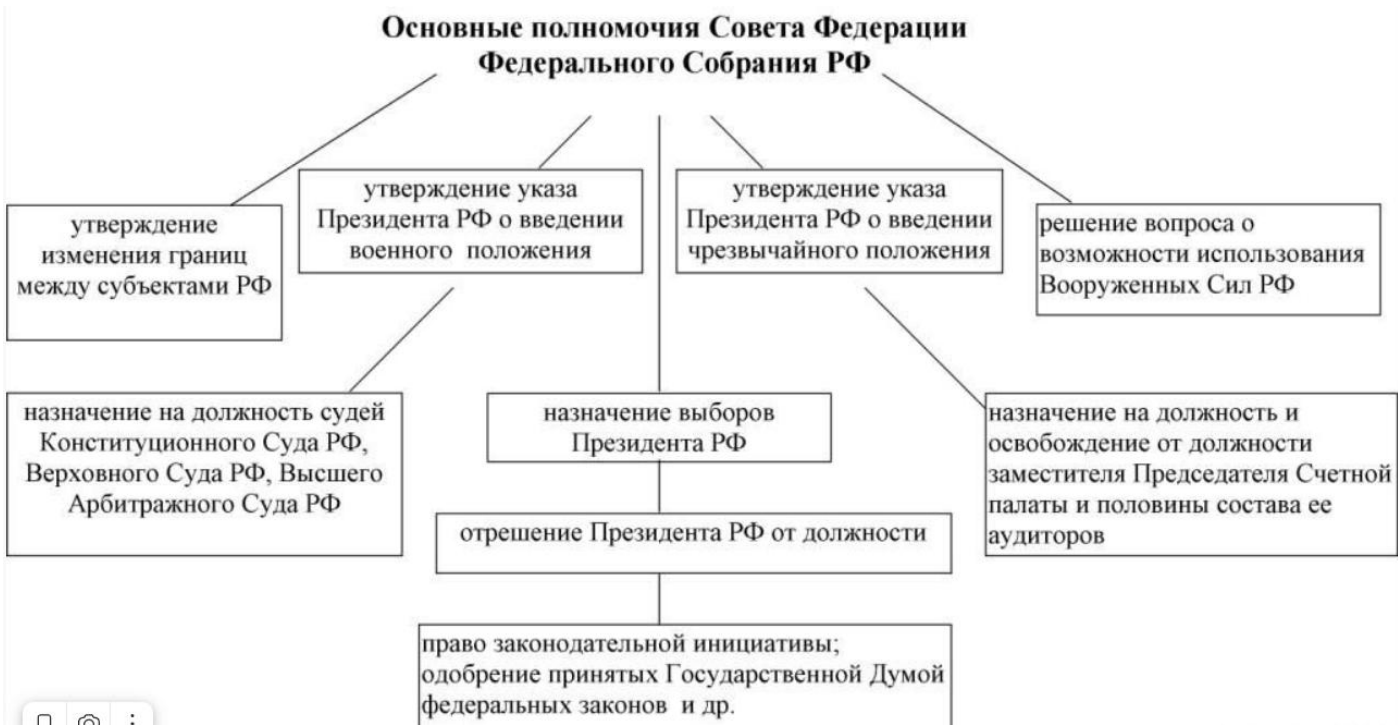 Основные полномочия Совета Федерации
Федерального Собрания РФ
утверждение
изменения границ
между субъектами РФ
утверждение указа
Президента РФ о введении
военного положения
утверждение указа
Президента РФ о введении
чрезвычайного положения
решение вопроса о
возможности использования
Вооруженных Сил РФ
назначение на должность судей
Конституционного Суда РФ,
Верховного Суда РФ, Высшего
Арбитражного Суда РФ
назначение выборов
Президента РФ
назначение на должность и
освобождение от должности
заместителя Председателя Счетной
палаты и половины состава ее
аудиторов
отрешение Президента РФ от должности
право законодательной инициативы;
одобрение принятых Государственной Думой
федеральных законов и др.